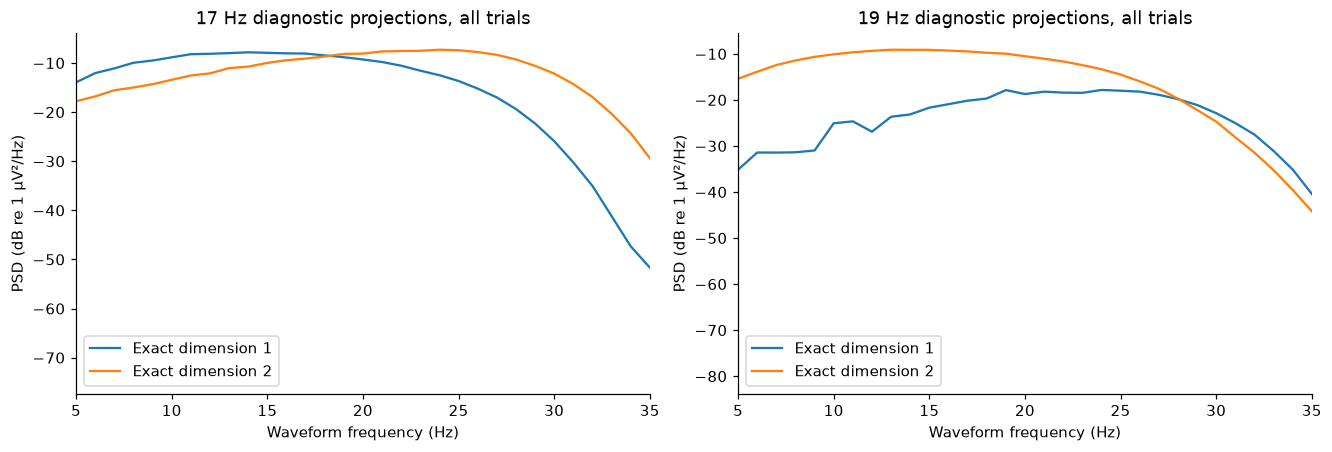 17 Hz diagnostic projections, all trials
PSD (dB re 1 µV²/Hz)
−10
−20
−30
−40
−50
−60
−70
Exact dimension 1
Exact dimension 2
5
10
15
20
25
30
35
Waveform frequency (Hz)
19 Hz diagnostic projections, all trials
PSD (dB re 1 µV²/Hz)
−10
−20
−30
−40
−50
−60
−70
−80
Exact dimension 1
Exact dimension 2
5
10
15
20
25
30
35
Waveform frequency (Hz)